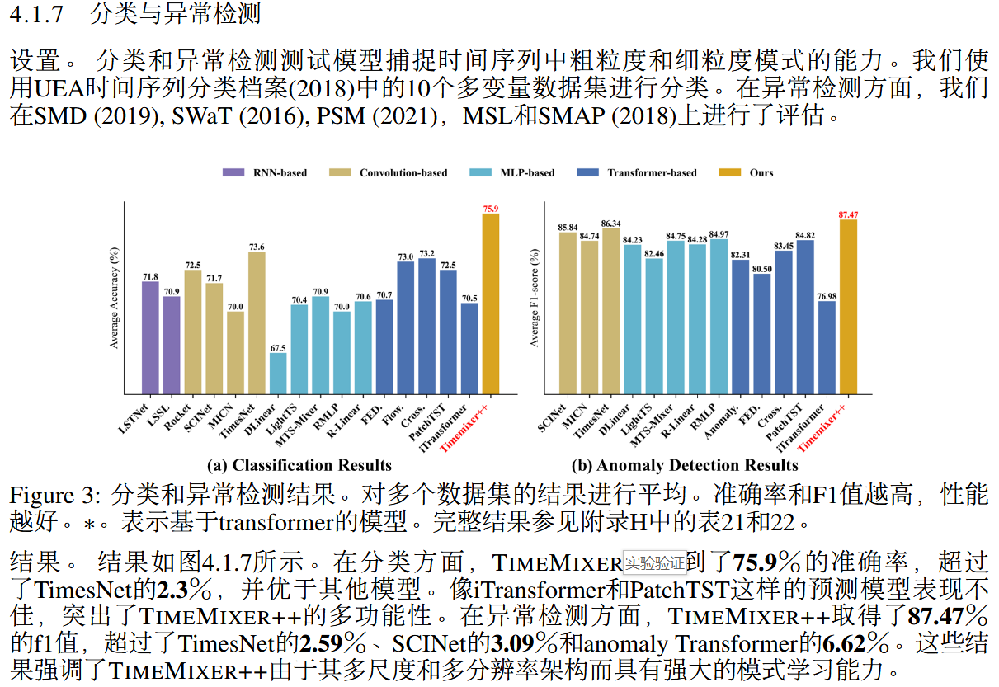 4.1.7 分类与异常检测
设置。 分类和异常检测测试模型捕捉时间序列中粗粒度和细粒度模式的能力。我们使
用UEA时间序列分类档案(2018)中的10个多变量数据集进行分类。在异常检测方面，我们
在SMD (2019), SWaT (2016), PSM (2021)，MSL和SMAP (2018)上进行了评估。
RNN-based Convolution-based MLP-based Transformer-based Ours
Average Accuracy (%)
71.8 70.9 72.5 71.7 70.0 73.6 67.5 70.4 70.9 70.0 70.6 70.7 73.0 73.2 72.5 70.5 75.9
LSTNet LSSL Rocket SCINet MICN TimesNet DLinear LightTS MTS-Mixer RMLP R-Linear FED. Flow. Cross. PatchTST iTransformer Timemixer++
(a) Classification Results
Average F1-score (%)
85.84 84.74 86.34 84.23 82.46 84.75 84.28 84.97 82.31 80.50 83.45 84.82 76.98 87.47
SCINet MICN TimesNet DLinear LightTS MTS-Mixer R-Linear RMLP Anomaly. FED. Cross. PatchTST iTransformer Timemixer++
(b) Anomaly Detection Results
Figure 3: 分类和异常检测结果。对多个数据集的结果进行平均。准确率和F1值越高，性能
越好。∗。表示基于transformer的模型。完整结果参见附录H中的表21和22。
结果。 结果如图4.1.7所示。在分类方面，TIMEMIXER 实验验证 到了75.9%的准确率，超过
了TimesNet的2.3%，并优于其他模型。像iTransformer和PatchTST这样的预测模型表现不
佳，突出了TIMEMIXER++的多功能性。在异常检测方面，TIMEMIXER++取得了87.47%
的f1值，超过了TimesNet的2.59%、SCINet的3.09%和anomaly Transformer的6.62%。这些结
果强调了TIMEMIXER++由于其多尺度和多分辨率架构而具有强大的模式学习能力。